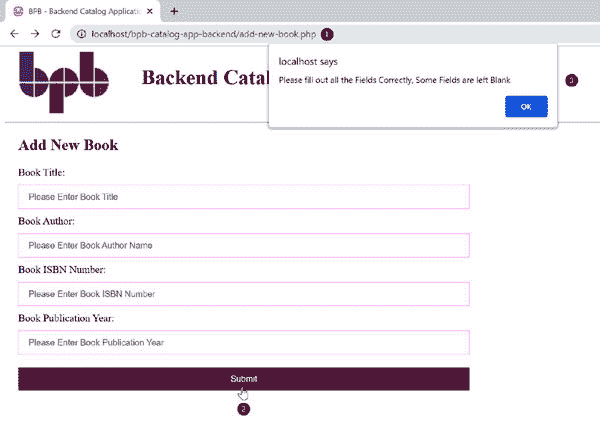 BPB - Backend Catalog Applicatio
localhost/bpb-catalog-app-backend/add-new-book.php 1
localhost says
Please fill out all the Fields Correctly, Some Fields are left Blank
OK
3
bpb
Backend Catal
Add New Book
Book Title:
Please Enter Book Title
Book Author:
Please Enter Book Author Name
Book ISBN Number:
Please Enter Book ISBN Number
Book Publication Year:
Please Enter Book Publication Year
Submit
2